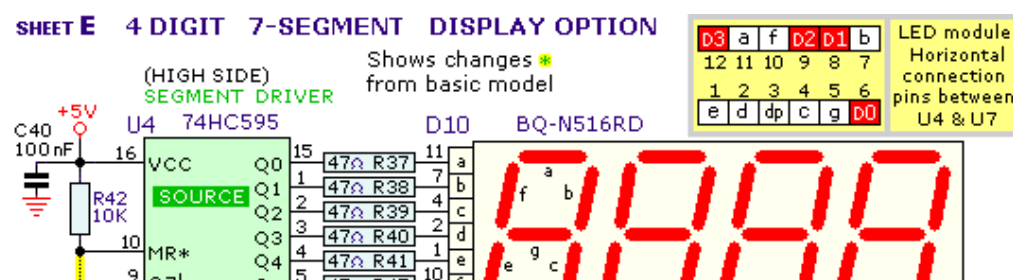 SHEET E 4 DIGIT 7-SEGMENT DISPLAY OPTION
Shows changes *
from basic model
(HIGH SIDE)
SEGMENT DRIVER
D3 a f D2 D1 b
12 11 10 9 8 7
1 2 3 4 5 6
e d dp c g D0
LED module
Horizontal
connection
pins between
U4 & U7
+5V
C40
100nF
U4 74HC595
D10 BQ-N516RD
16 VCC Q0 15 47Ω R37 11 a
SOURCE Q1 1 47Ω R38 7 b
R42
10K
Q2 2 47Ω R39 4 c
Q3 3 47Ω R40 2 d
10 MR* Q4 4 47Ω R41 1 e
9 5 10
a
f b
g
e c